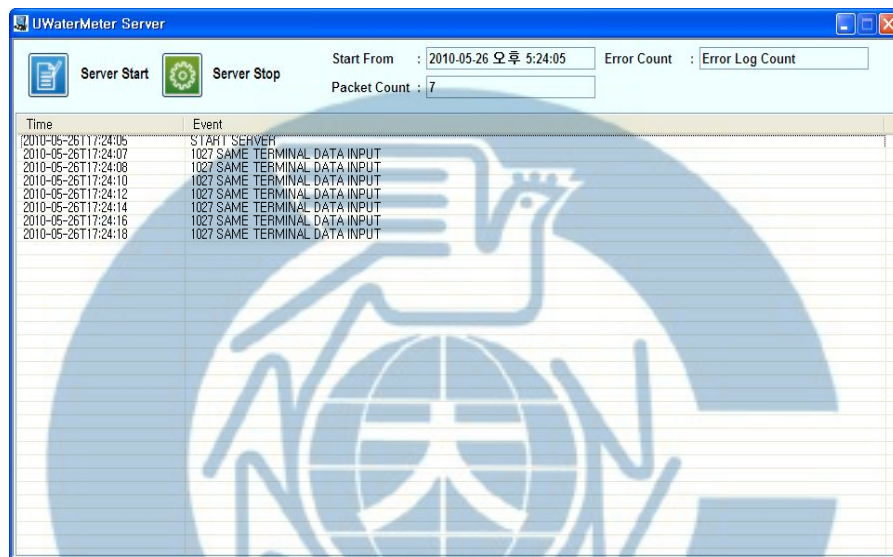 UWaterMeter Server
Server Start
Server Stop
Start From : 2010-05-26 오후 5:24:05
Error Count : Error Log Count
Packet Count : 7
Time Event
2010-05-26T17:24:05 START SERVER
2010-05-26T17:24:07 1027 SAME TERMINAL DATA INPUT
2010-05-26T17:24:08 1027 SAME TERMINAL DATA INPUT
2010-05-26T17:24:10 1027 SAME TERMINAL DATA INPUT
2010-05-26T17:24:12 1027 SAME TERMINAL DATA INPUT
2010-05-26T17:24:14 1027 SAME TERMINAL DATA INPUT
2010-05-26T17:24:16 1027 SAME TERMINAL DATA INPUT
2010-05-26T17:24:18 1027 SAME TERMINAL DATA INPUT